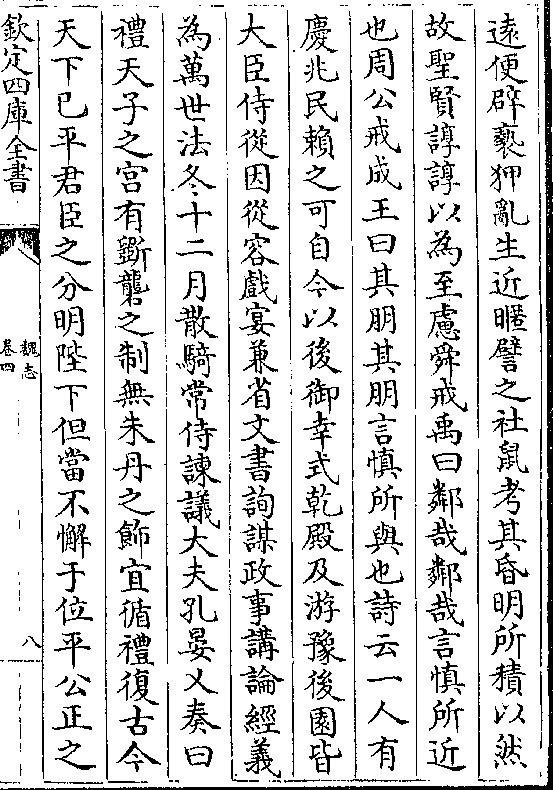 遠便辟褻狎亂生近暱譬之社鼠考其昏明所積以然
故聖賢諄諄以為至慮舜戒禹曰鄰哉鄰哉言慎所近
也周公戒成王曰其朋其朋言慎所與也詩云一人有
慶兆民賴之可自今以後御幸式乾殿及游豫後園皆
大臣侍從因從容戲宴兼省文書詢謀政事講論經義
為萬世法冬十二月散騎常侍諫議大夫孔晏乂奏曰
禮天子之宮有斵礱之制無朱丹之飾宜循禮復古今
天下已平君臣之分明陛下但當不懈于位平公正之
欽定四庫全書
魏志
卷四
八